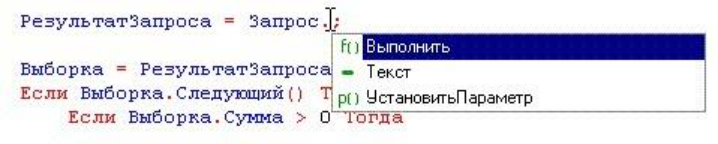 РезультатЗапроса = Запрос.;
f() Выполнить
Выборка = РезультатЗапроса
Текст
Если Выборка.Следующий() Т
p() УстановитьПараметр
Если Выборка.Сумма > 0 Тогда